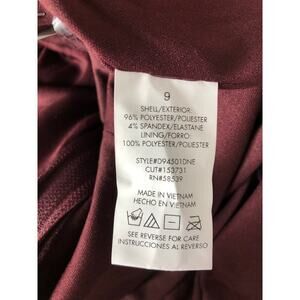 9
SHELL/EXTERIOR:
96% POLYESTER/POLIESTER
4% SPANDEX/ELASTANE
LINING/FORRO:
100% POLYESTER/POLIESTER
STYLE#D94501DNE
CUT#153731
RN#58539
MADE IN VIETNAM
HECHO EN VIETNAM
SEE REVERSE FOR CARE
INSTRUCCIONES AL REVERSO